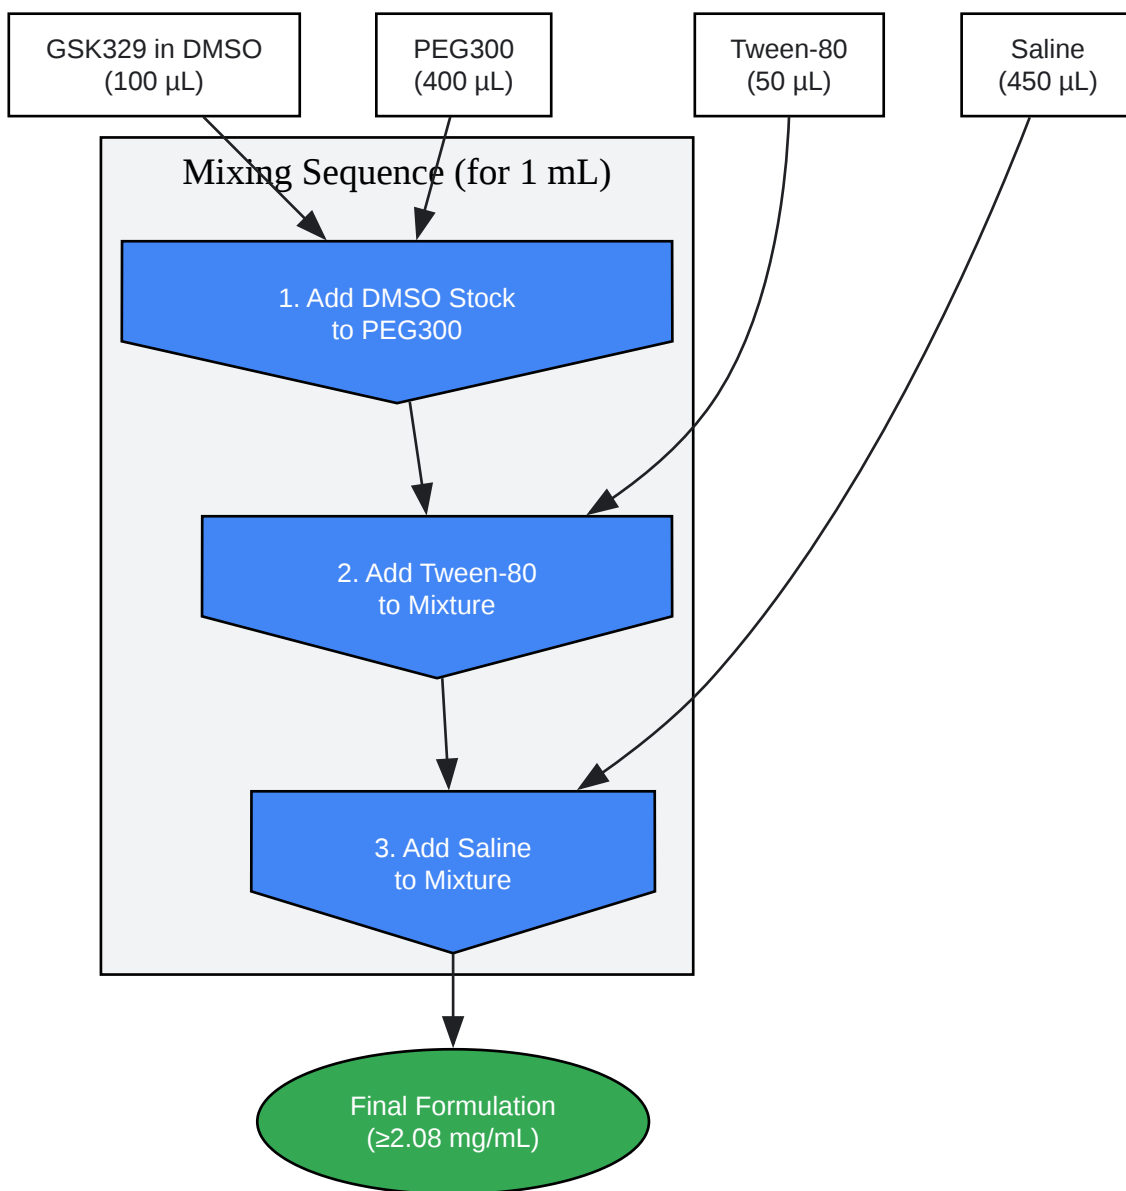 GSK329 in DMSO
(100 µL)
PEG300
(400 µL)
Tween-80
(50 µL)
Saline
(450 µL)
Mixing Sequence (for 1 mL)
1. Add DMSO Stock
to PEG300
2. Add Tween-80
to Mixture
3. Add Saline
to Mixture
Final Formulation
(≥2.08 mg/mL)